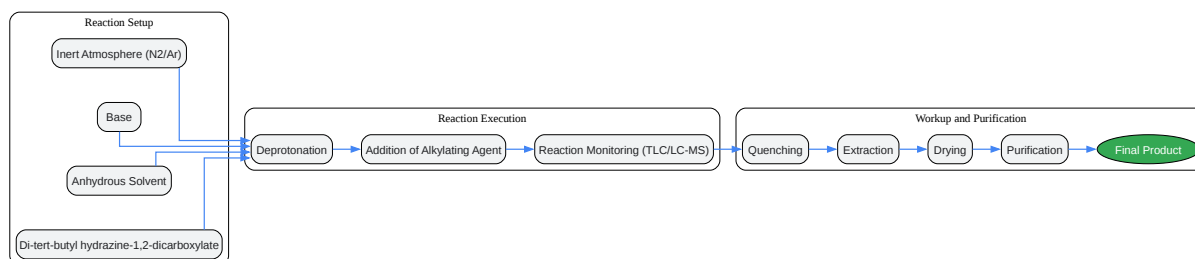 Reaction Setup
Inert Atmosphere (N2/Ar)
Base
Anhydrous Solvent
Di-tert-butyl hydrazine-1,2-dicarboxylate
Reaction Execution
Deprotonation
Addition of Alkylating Agent
Reaction Monitoring (TLC/LC-MS)
Workup and Purification
Quenching
Extraction
Drying
Purification
Final Product